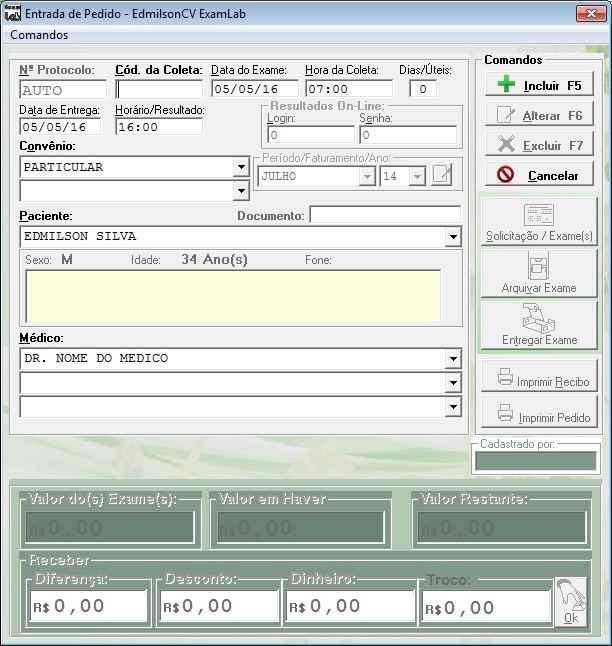 Entrada de Pedido - EdmilsonCV ExamLab
Comandos
Nº Protocolo: Cód. da Coleta: Data do Exame: Hora da Coleta: Dias/Úteis:
AUTO 05/05/16 07:00 0
Data de Entrega: Horário/Resultado:
05/05/16 16:00
Resultados On-Line:
Login: Senha:
0 0
Convênio:
PARTICULAR
Período/Faturamento/Ano:
JULHO 14
Paciente: Documento:
EDMILSON SILVA
Sexo: M Idade: 34 Ano(s) Fone:
Médico:
DR. NOME DO MEDICO
Comandos
Incluir F5
Alterar F6
Excluir F7
Cancelar
Solicitação / Exame(s)
Arquivar Exame
Entregar Exame
Imprimir Recibo
Imprimir Pedido
Cadastrado por:
Valor do(s) Exame(s): Valor em Haver Valor Restante:
R$0,00 R$0,00 R$0,00
Receber
Diferença: Desconto: Dinheiro: Troco:
R$0,00 R$0,00 R$0,00 R$0,00
Ok